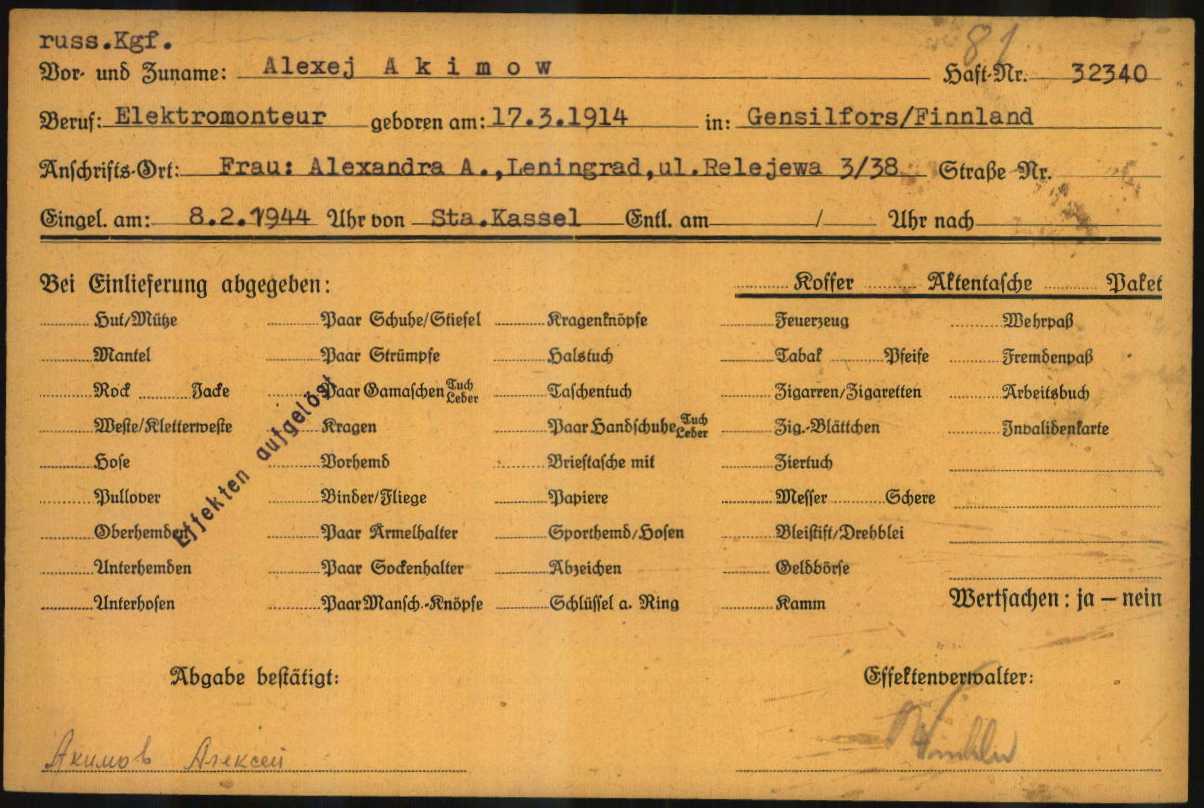 russ.Kgf.
81
Vor- und Zuname: Alexej Akimow Haft-Nr. 32340
Beruf: Elektromonteur geboren am: 17.3.1914 in: Gensilfors/Finnland
Anschrifts-Ort: Frau: Alexandra A.,Leningrad,ul.Relejewa 3/38 Straße Nr.
Eingel. am: 8.2.1944 Uhr von Sta.Kassel Entl. am / Uhr nach
Bei Einlieferung abgegeben: Koffer Aktentasche Paket
Hut/Mütze Paar Schuhe/Stiefel Kragenknöpfe Feuerzeug Wehrpaß
Mantel Paar Strümpfe Halstuch Tabak Pfeife Fremdenpaß
Rock Jacke Paar Gamaschen Tuch Leder Taschentuch Zigarren/Zigaretten Arbeitsbuch
Weste/Kletterweste Kragen Paar Handschuhe Tuch Leder Zig.-Blättchen Invalidenkarte
Hose Vorhemd Brieftasche mit Ziertuch
Pullover Binder/Fliege Papiere Messer Schere
Oberhemden Paar Ärmelhalter Sporthemd/Hosen Bleistift/Drehblei
Unterhemden Paar Sockenhalter Abzeichen Geldbörse
Unterhosen Paar Mansch.-Knöpfe Schlüssel a. Ring Kamm Wertsachen: ja – nein
Effekten aufgelöst
Abgabe bestätigt: Effektenverwalter:
Акимов Алексей Winkler